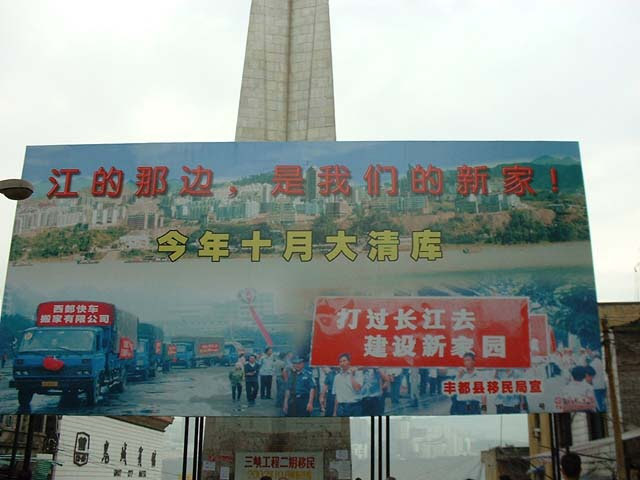 江的那边，是我们的新家！
今年十月大清库
西部快车
搬家有限公司
打过长江去
建设新家园
丰都县移民局宣
三峡工程二期移民